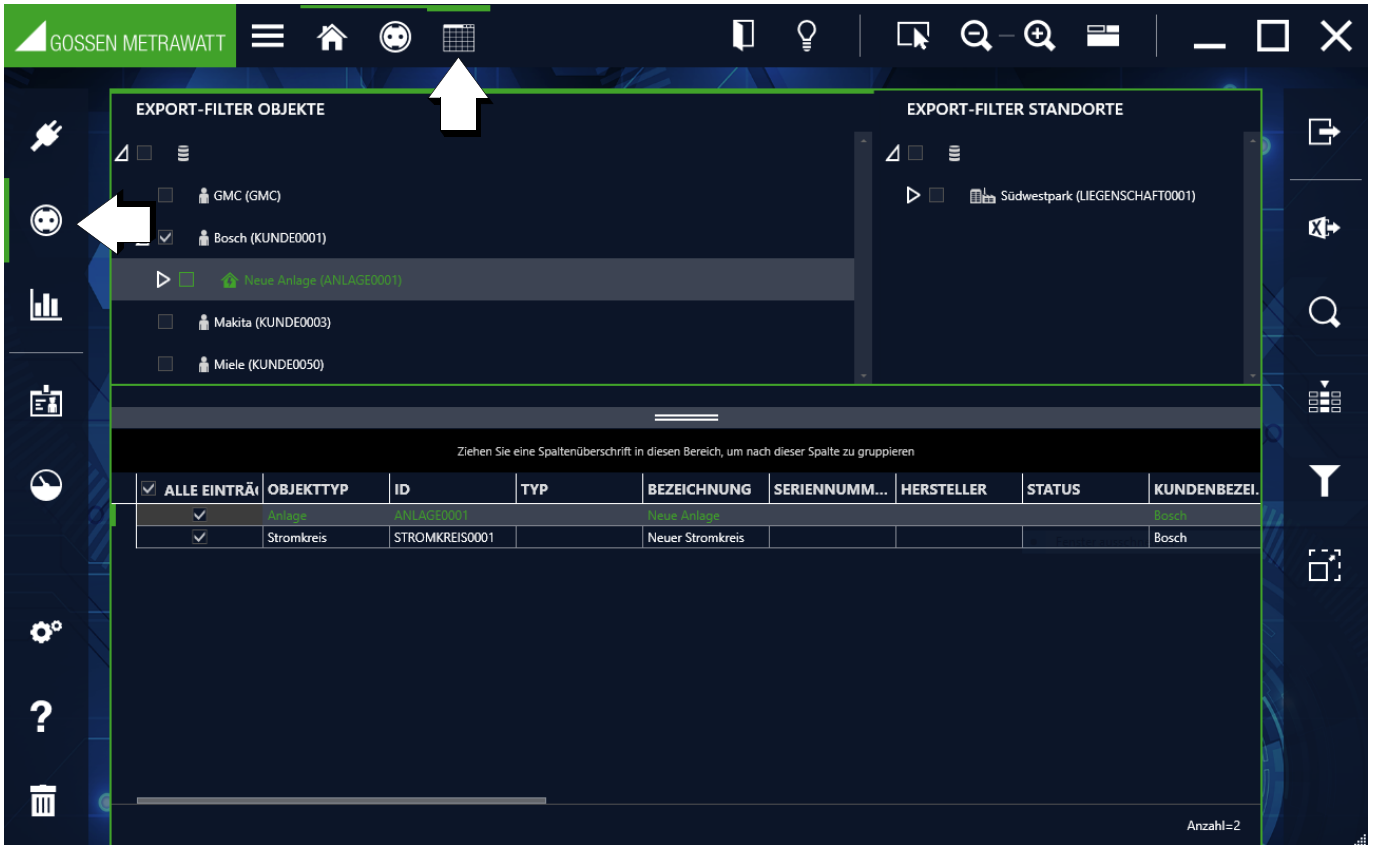 GOSSEN METRAWATT
EXPORT-FILTER OBJEKTE
EXPORT-FILTER STANDORTE
GMC (GMC)
Südwestpark (LIEGENSCHAFT0001)
Bosch (KUNDE0001)
Neue Anlage (ANLAGE0001)
Makita (KUNDE0003)
Miele (KUNDE0050)
Ziehen Sie eine Spaltenüberschrift in diesen Bereich, um nach dieser Spalte zu gruppieren
ALLE EINTRÄ OBJEKTTYP ID TYP BEZEICHNUNG SERIENNUMM... HERSTELLER STATUS KUNDENBEZEI.
Anlage ANLAGE0001 Neue Anlage Bosch
Stromkreis STROMKREIS0001 Neuer Stromkreis Bosch
Anzahl=2